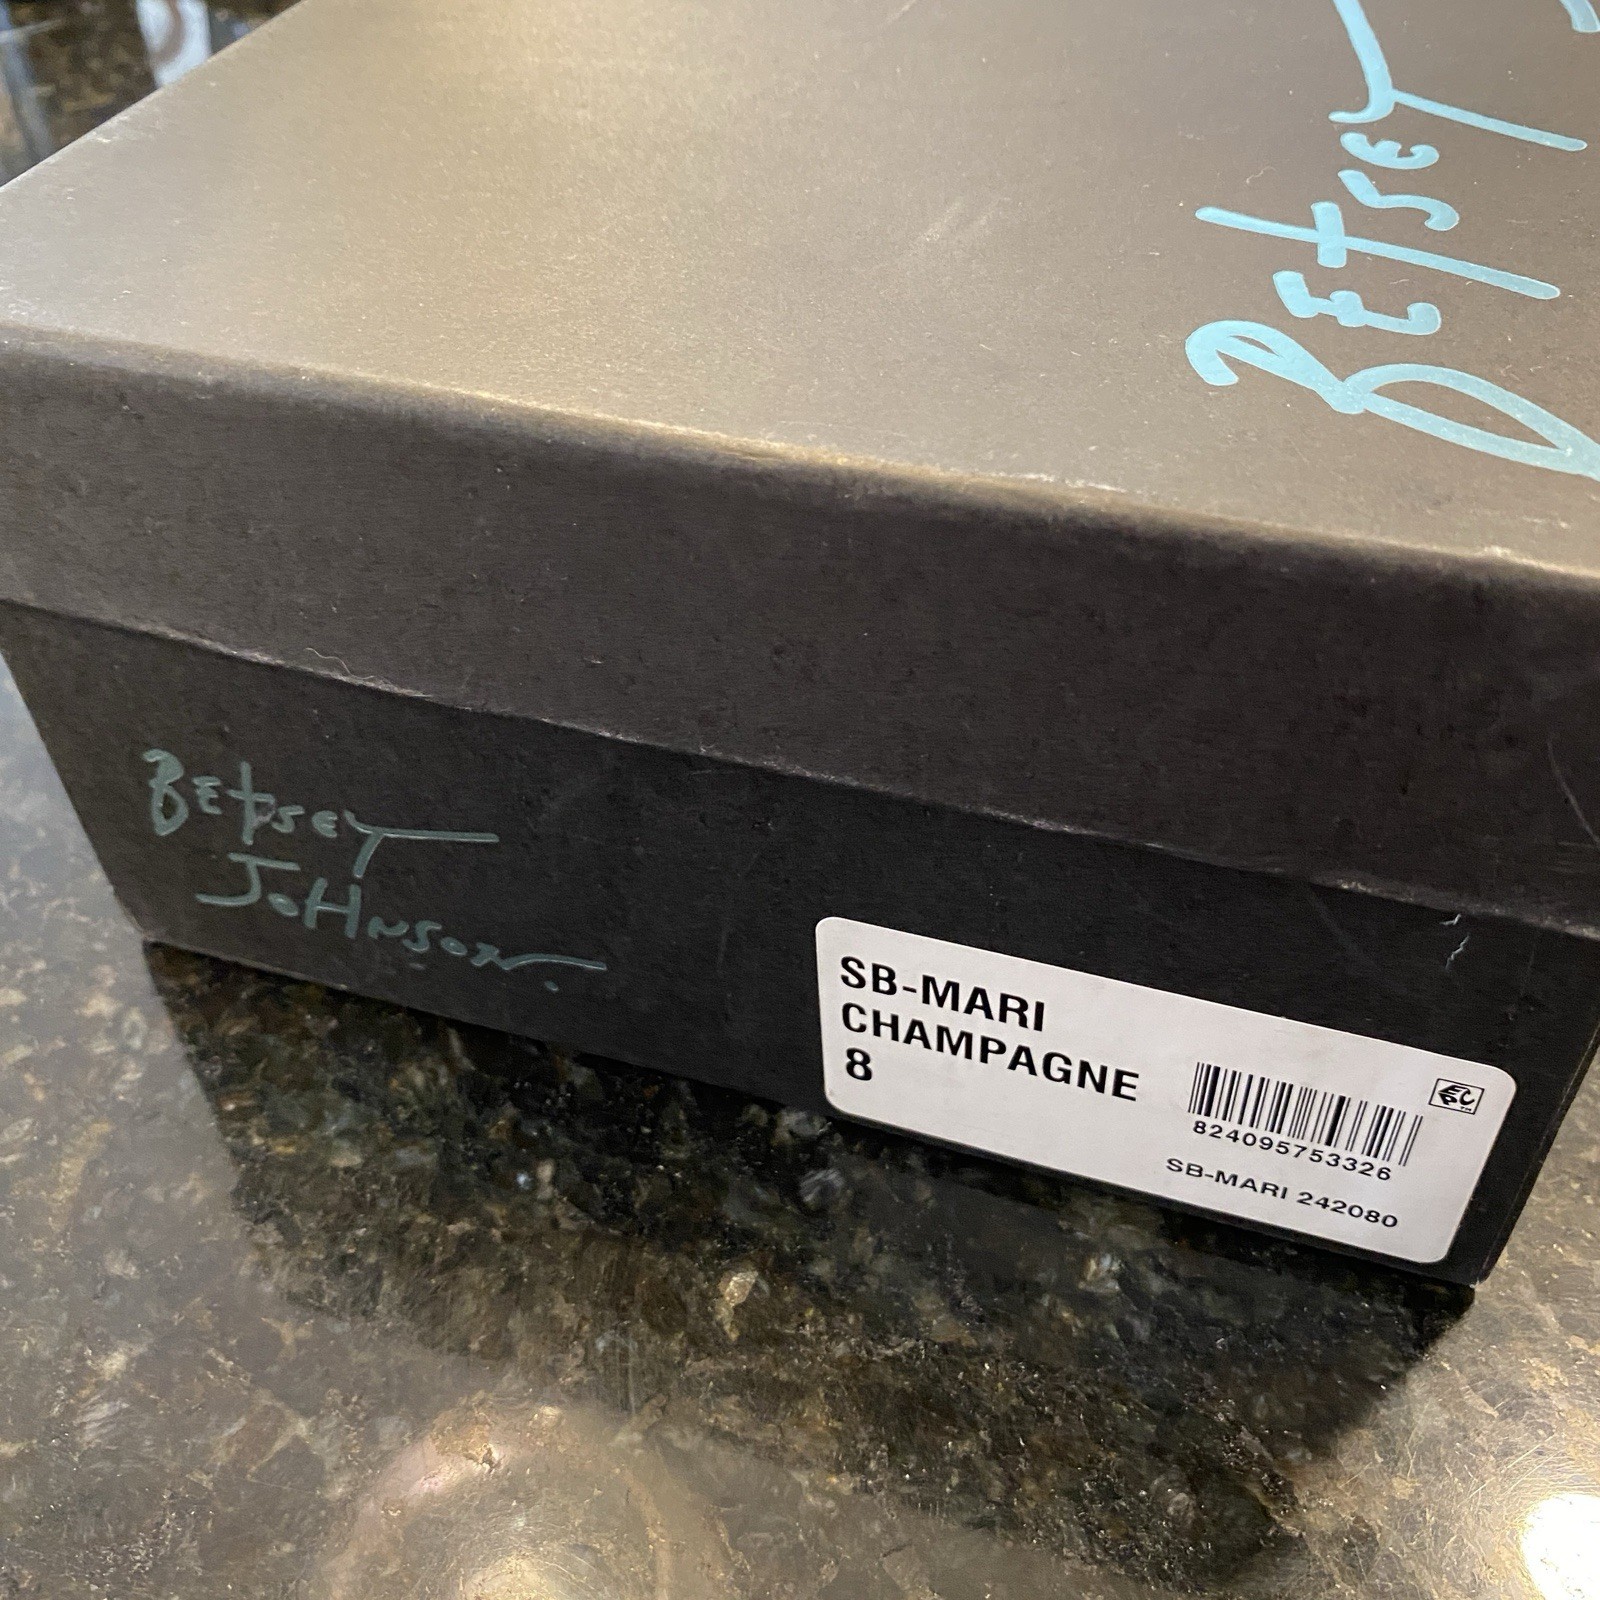 Betsey
Betsey
Johnson.
SB-MARI
CHAMPAGNE
8
824095753326
SB-MARI 242080